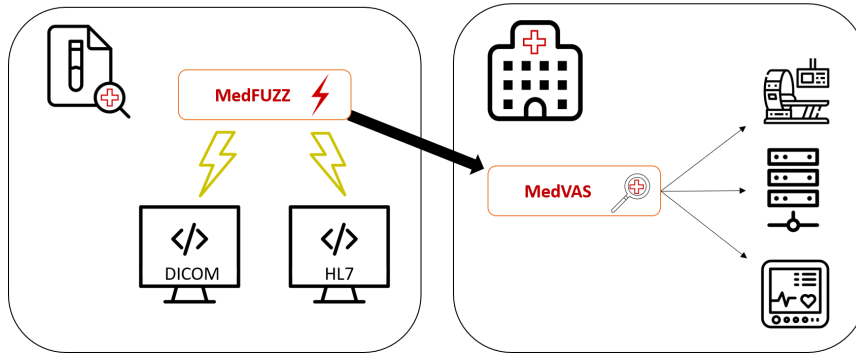 MedFUZZ
</>
DICOM
</>
HL7
MedVAS